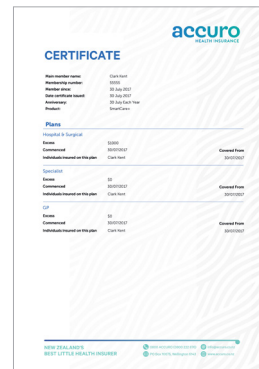 accuro
HEALTH INSURANCE
CERTIFICATE
Main member name: Clark Kent
Membership number: 55555
Member since: 30 July 2017
Date certificate issued: 30 July 2017
Anniversary: 30 July Each Year
Product: SmartCare+
Plans
Hospital & Surgical
Excess $1000
Commenced 30/07/2017 Covered From
Individuals insured on this plan Clark Kent 30/07/2017
Specialist
Excess $0
Commenced 30/07/2017 Covered From
Individuals insured on this plan Clark Kent 30/07/2017
GP
Excess $0
Commenced 30/07/2017 Covered From
Individuals insured on this plan Clark Kent 30/07/2017
NEW ZEALAND'S
BEST LITTLE HEALTH INSURER